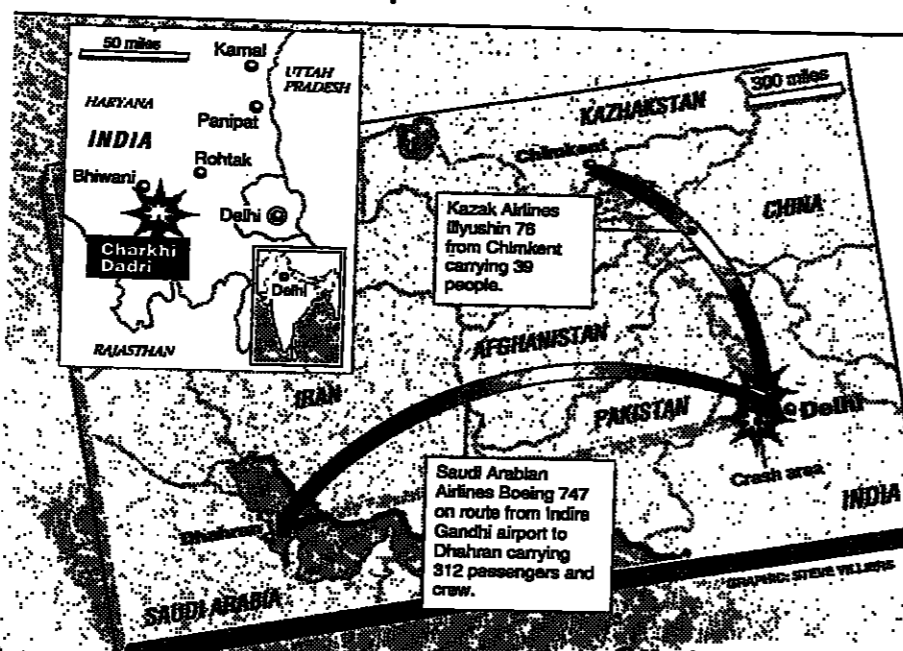 50 miles
Kamal
UTTAH
PRADESH
HARYANA
Panipat
INDIA
Rohtak
Bhiwani
Delhi
Charkhi
Dadri
Delhi
RAJASTHAN
300 miles
KAZHAKSTAN
Chimkent
CHINA
Kazak Airlines
Illyushin 76
from Chimkent
carrying 39
people.
AFGHANISTAN
IRAN
PAKISTAN
Delhi
Crash area
INDIA
Saudi Arabian
Airlines Boeing 747
on route from Indira
Gandhi airport to
Dhahran carrying
312 passengers and
crew.
Dhahran
SAUDI ARABIA
GRAPHIC: STEVE VILLIERS